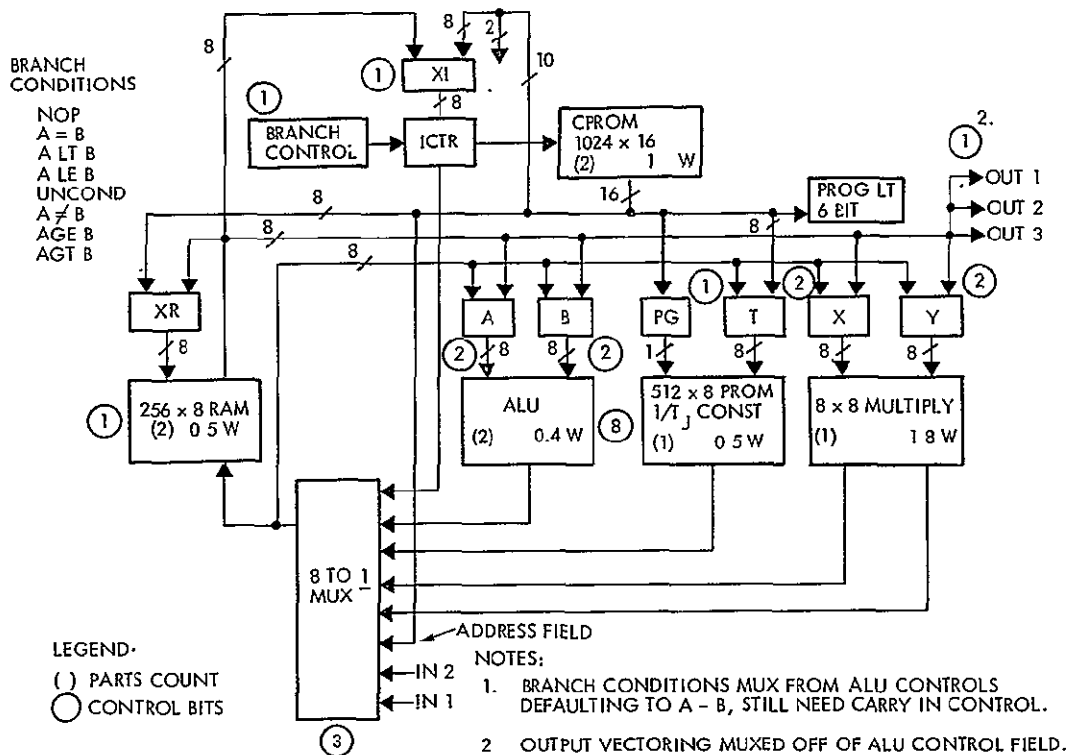 BRANCH
CONDITIONS
NOP
A = B
A LT B
A LE B
UNCOND
A ≠ B
AGE B
AGT B
8
8
2
10
1
XI
8
1
BRANCH
CONTROL
ICTR
CPROM
1024 × 16
(2) 1 W
16
PROG LT
6 BIT
2.
1
OUT 1
OUT 2
OUT 3
8
8
8
8
XR
8
A
B
PG
1
T
2
X
Y
2
2
8
8
2
1
8
8
8
1
256 × 8 RAM
(2) 0 5 W
ALU
(2) 0.4 W
8
512 × 8 PROM
1/T J CONST
(1) 0 5 W
8 × 8 MULTIPLY
(1) 1 8 W
8 TO 1
MUX
ADDRESS FIELD
IN 2
IN 1
3
LEGEND·
( ) PARTS COUNT
◯ CONTROL BITS
NOTES:
1. BRANCH CONDITIONS MUX FROM ALU CONTROLS
DEFAULTING TO A – B, STILL NEED CARRY IN CONTROL.
2 OUTPUT VECTORING MUXED OFF OF ALU CONTROL FIELD.